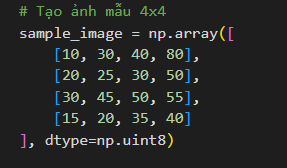 # Tạo ảnh mẫu 4x4
sample_image = np.array([
    [10, 30, 40, 80],
    [20, 25, 30, 50],
    [30, 45, 50, 55],
    [15, 20, 35, 40]
], dtype=np.uint8)